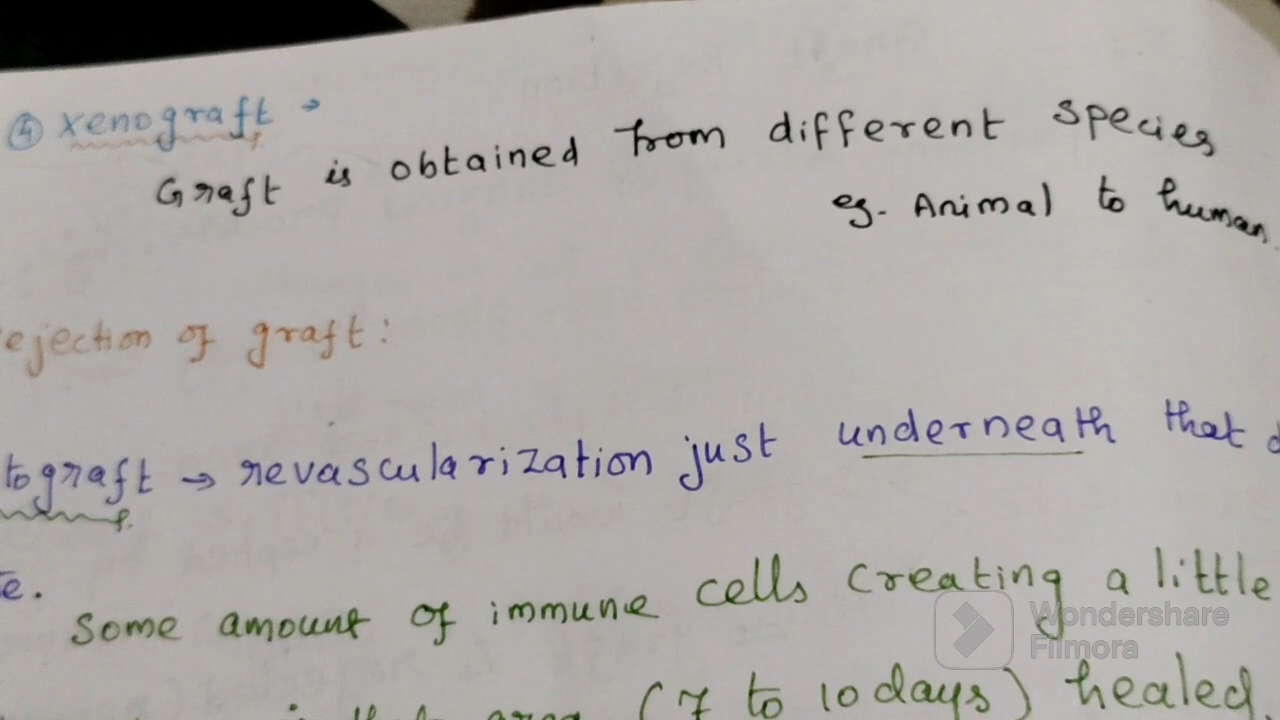 ④ xenograft →
Graft is obtained from different species
eg. Animal to human.
ejection of graft:
tograft → revascularization just underneath that
e.
some amount of immune cells creating a little
area (7 to 10 days) healed.
Wondershare
Filmora